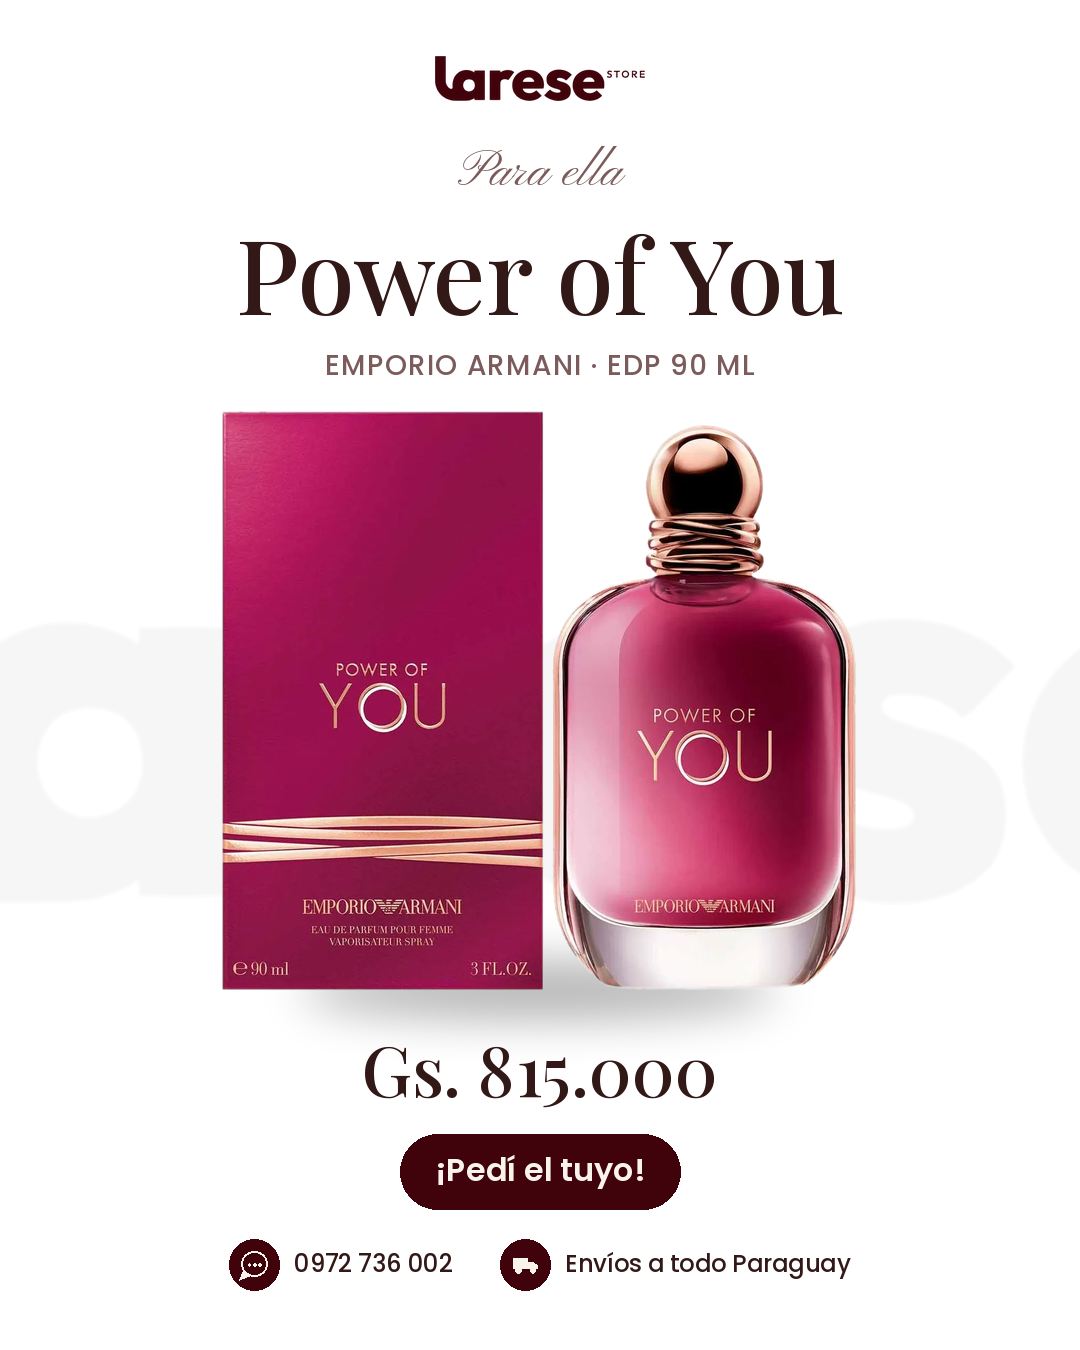 larese STORE
Para ella
Power of You
EMPORIO ARMANI · EDP 90 ML
POWER OF
YOU
EMPORIO ARMANI
EAU DE PARFUM POUR FEMME
VAPORISATEUR SPRAY
℮ 90 ml 3 FL.OZ.
POWER OF
YOU
EMPORIO ARMANI
Gs. 815.000
¡Pedí el tuyo!
0972 736 002 Envíos a todo Paraguay